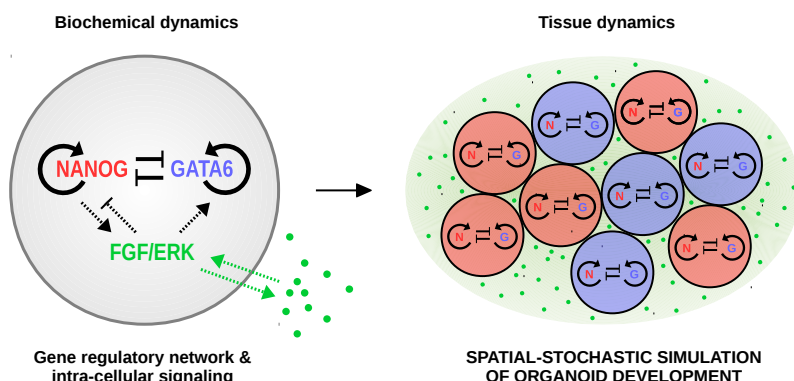 Biochemical dynamics
Tissue dynamics
NANOG
GATA6
FGF/ERK
N G
N G
N G
N G
N G
N G
N G
N G
N G
Gene regulatory network &
intra-cellular signaling
SPATIAL-STOCHASTIC SIMULATION
OF ORGANOID DEVELOPMENT